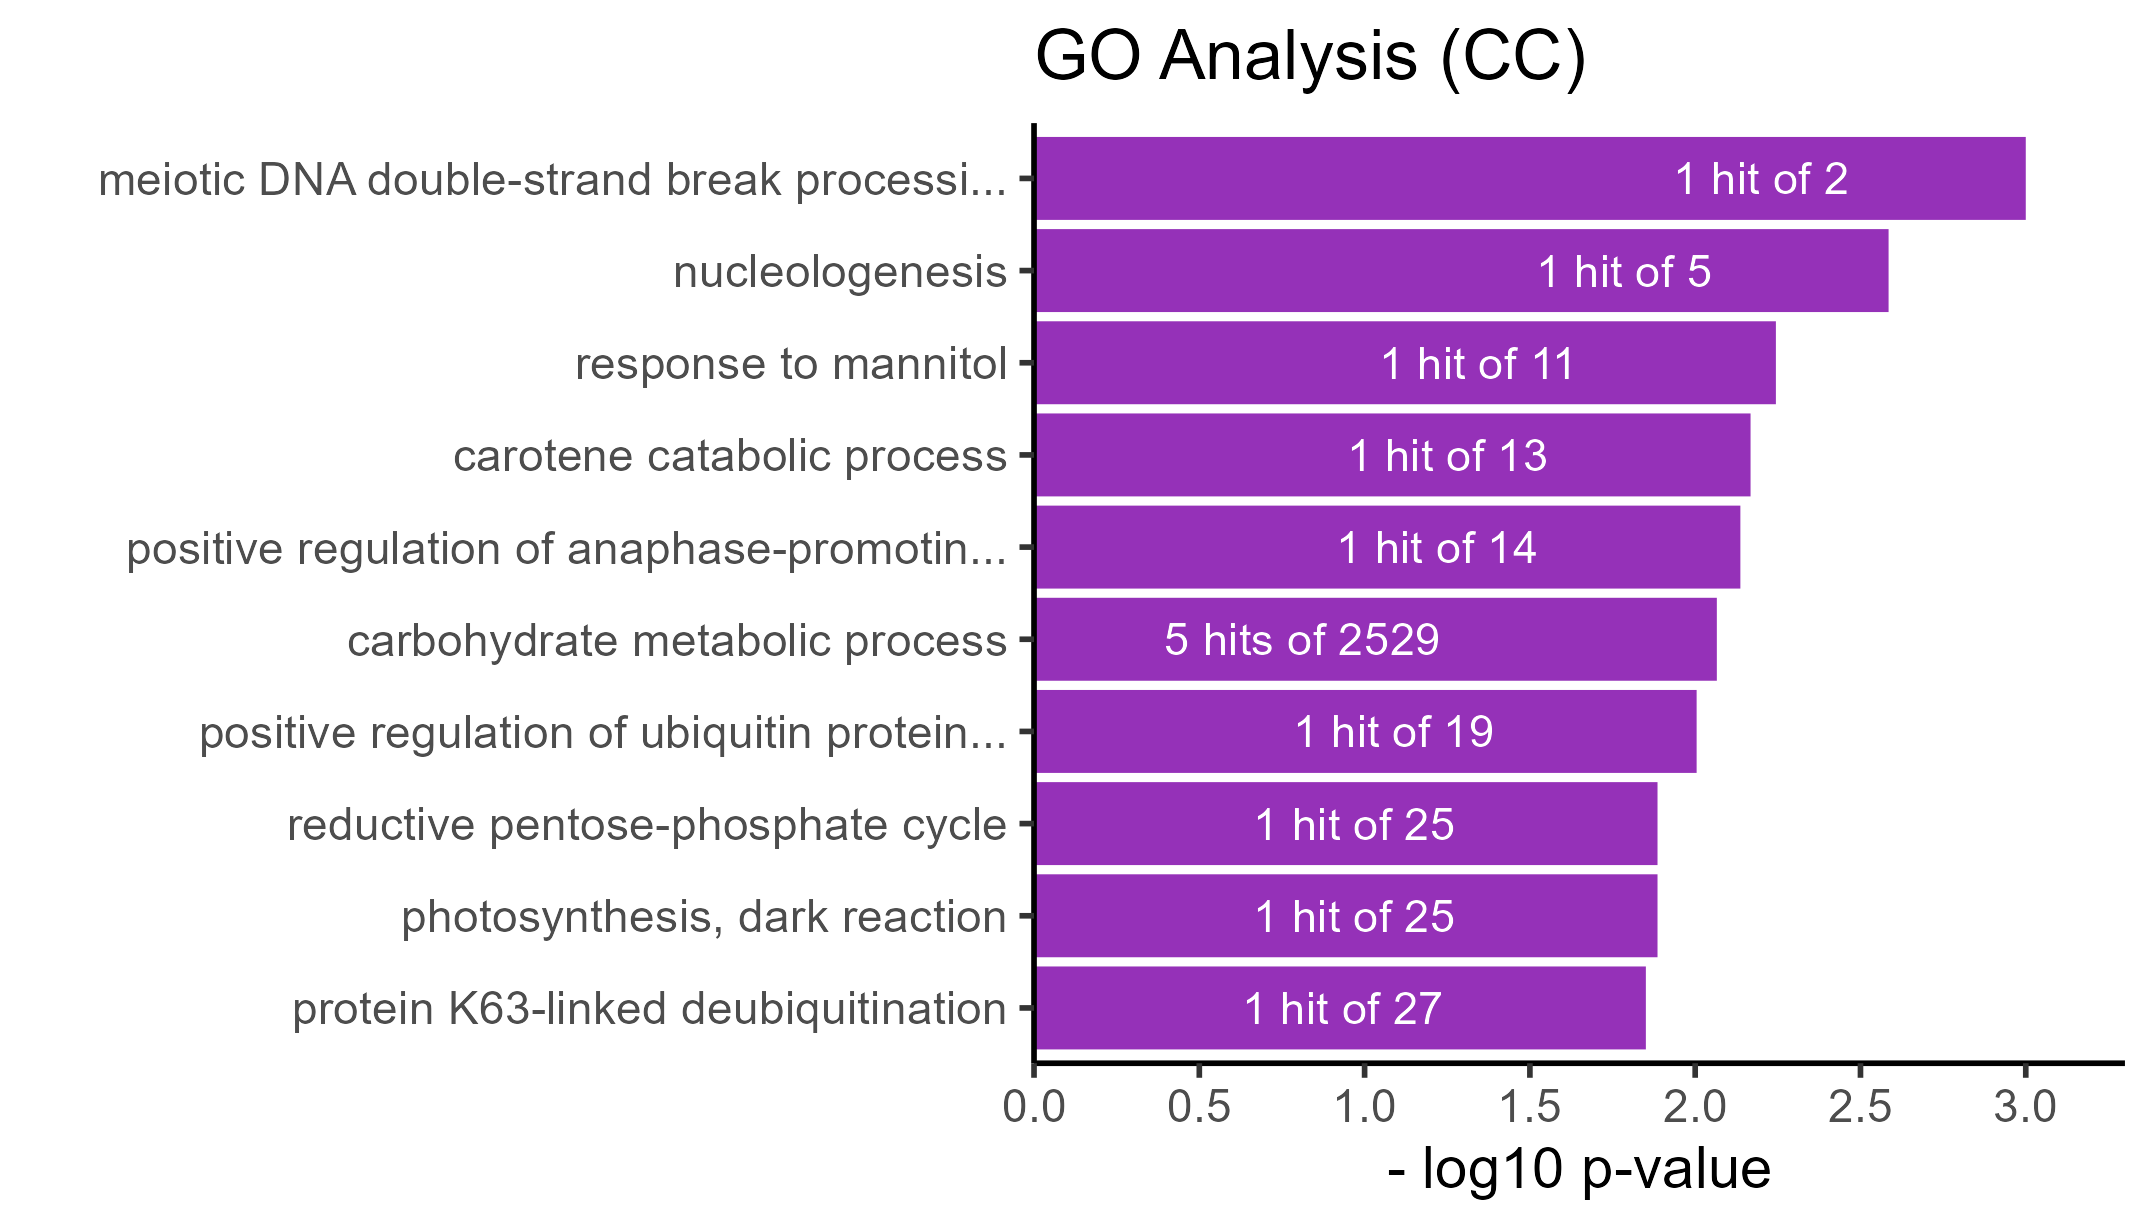 GO Analysis (CC)
meiotic DNA double-strand break processi...
1 hit of 2
nucleologenesis
1 hit of 5
response to mannitol
1 hit of 11
carotene catabolic process
1 hit of 13
positive regulation of anaphase-promotin...
1 hit of 14
carbohydrate metabolic process
5 hits of 2529
positive regulation of ubiquitin protein...
1 hit of 19
reductive pentose-phosphate cycle
1 hit of 25
photosynthesis, dark reaction
1 hit of 25
protein K63-linked deubiquitination
1 hit of 27
0.0 0.5 1.0 1.5 2.0 2.5 3.0
- log10 p-value